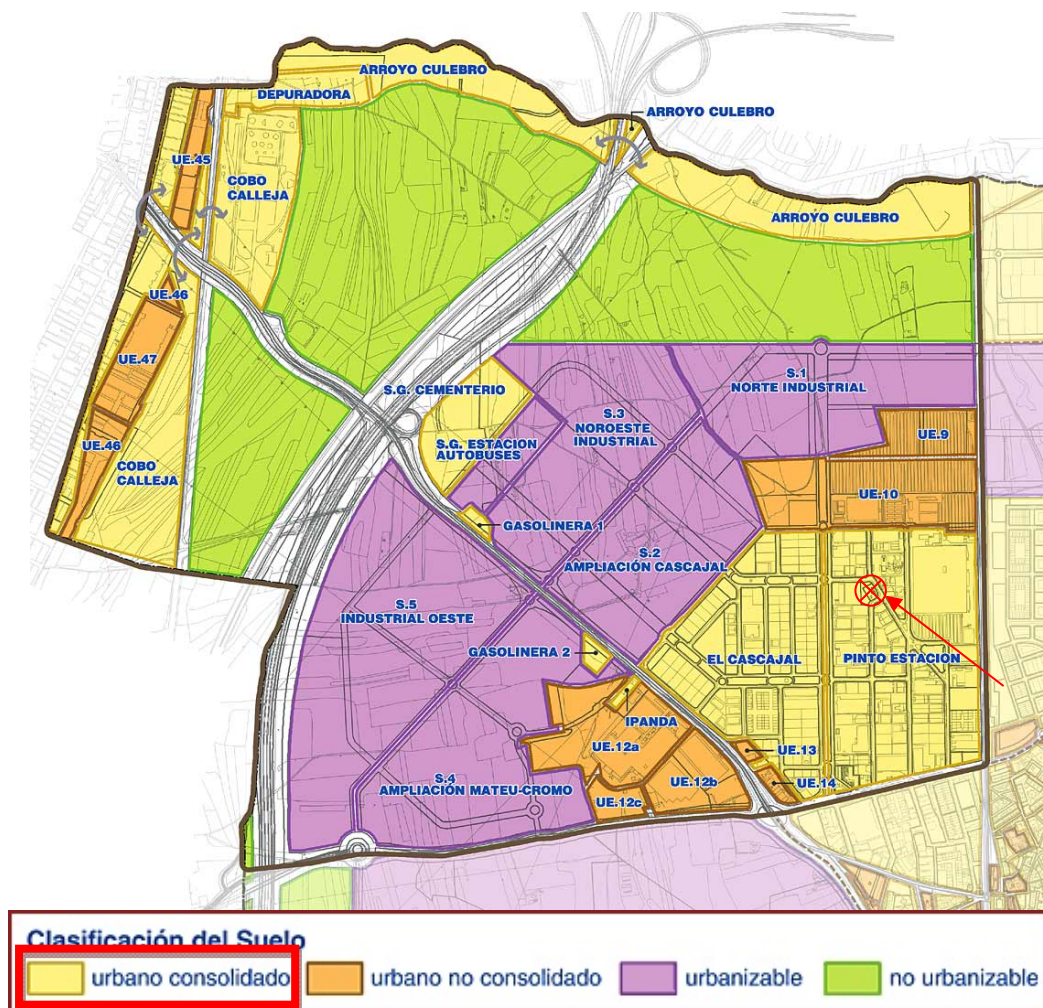 ARROYO CULEBRO
DEPURADORA
ARROYO CULEBRO
UE.45
COBO
CALLEJA
ARROYO CULEBRO
UE.46
UE.47
S.G. CEMENTERIO
S.1
NORTE INDUSTRIAL
S.3
NOROESTE
INDUSTRIAL
UE.9
UE.46
S.G. ESTACION
AUTOBUSES
COBO
CALLEJA
UE.10
GASOLINERA 1
S.2
AMPLIACIÓN CASCAJAL
S.5
INDUSTRIAL OESTE
GASOLINERA 2
EL CASCAJAL
PINTO ESTACION
IPANDA
UE.12a
UE.13
S.4
AMPLIACIÓN MATEU-CROMO
UE.12b
UE.14
UE.12c
Clasificación del Suelo
urbano consolidado
urbano no consolidado
urbanizable
no urbanizable